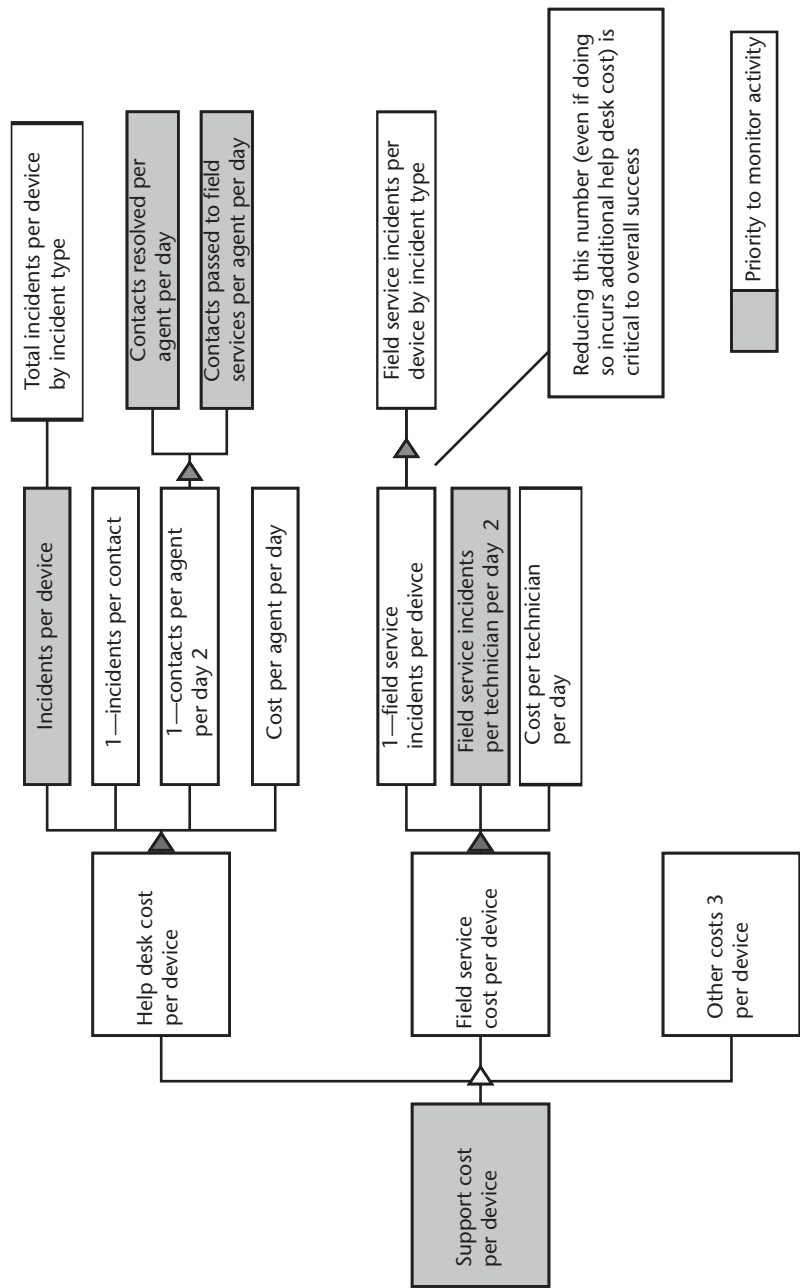 Support cost
per device
Help desk cost
per device
Field service
cost per device
Other costs 3
per device
Incidents per device
1—incidents per contact
1—contacts per agent
per day 2
Cost per agent per day
1—field service
incidents per deivce
Field service incidents
per technician per day 2
Cost per technician
per day
Total incidents per device
by incident type
Contacts resolved per
agent per day
Contacts passed to field
services per agent per day
Field service incidents per
device by incident type
Reducing this number (even if doing
so incurs additional help desk cost) is
critical to overall success
Priority to monitor activity